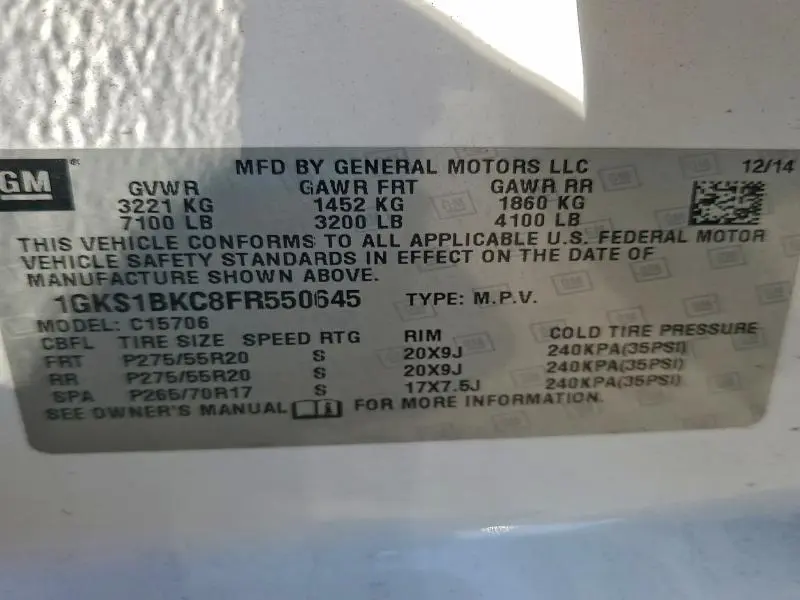 GM®
MFD BY GENERAL MOTORS LLC 12/14
GVWR GAWR FRT GAWR RR
3221 KG 1452 KG 1860 KG
7100 LB 3200 LB 4100 LB
THIS VEHICLE CONFORMS TO ALL APPLICABLE U.S. FEDERAL MOTOR
VEHICLE SAFETY STANDARDS IN EFFECT ON THE DATE OF
MANUFACTURE SHOWN ABOVE.
1GKS1BKC8FR550645 TYPE: M.P.V.
MODEL: C15706
CBFL TIRE SIZE SPEED RTG RIM COLD TIRE PRESSURE
FRT P275/55R20 S 20X9J 240KPA(35PSI)
RR P275/55R20 S 20X9J 240KPA(35PSI)
SPA P265/70R17 S 17X7.5J 240KPA(35PSI)
SEE OWNER'S MANUAL FOR MORE INFORMATION.